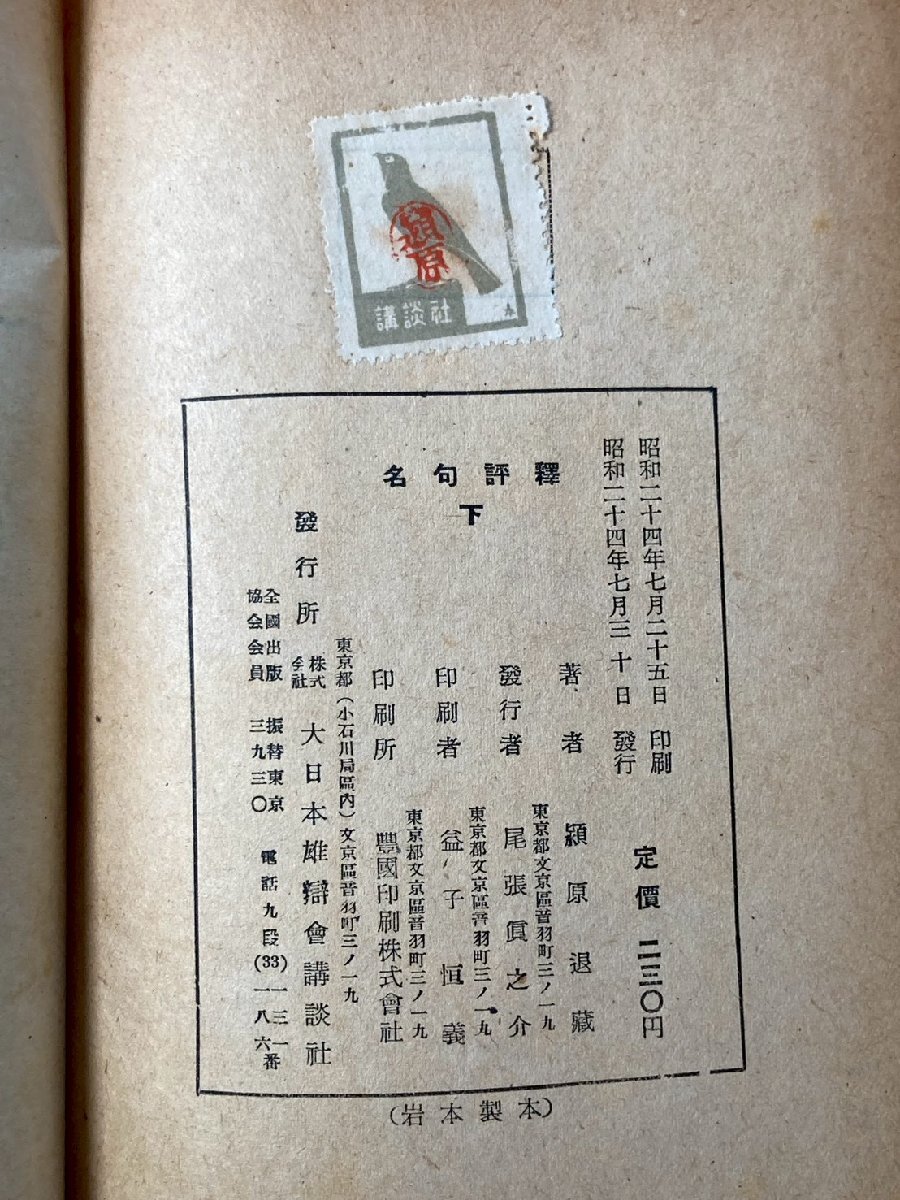 潁原
講談社
昭和二十四年七月二十五日 印刷
昭和二十四年七月三十日 發行
定價 二三〇円
名句評釋
下
著者 潁原退藏
東京都文京區音羽町三ノ一九
發行者 尾張眞之介
東京都文京區音羽町三ノ一九
印刷者 益子恒義
東京都文京區音羽町三ノ一九
印刷所 豐國印刷株式會社
東京都（小石川局區内）文京區音羽町三ノ一九
發行所 株式会社 大日本雄辯會講談社
全國出版協会会員 振替東京三九三〇 電話九段(33)一三一一八六番
（岩本製本）